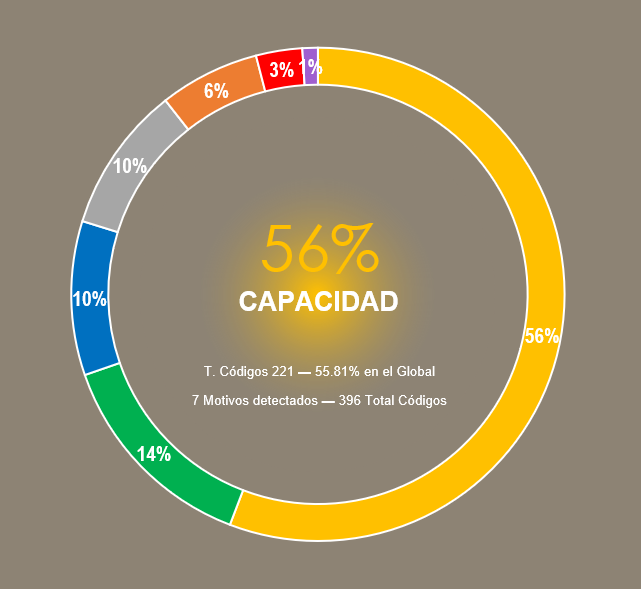 3% 1%
6%
10%
56%
CAPACIDAD
10%
56%
T. Códigos 221 — 55.81% en el Global
7 Motivos detectados — 396 Total Códigos
14%